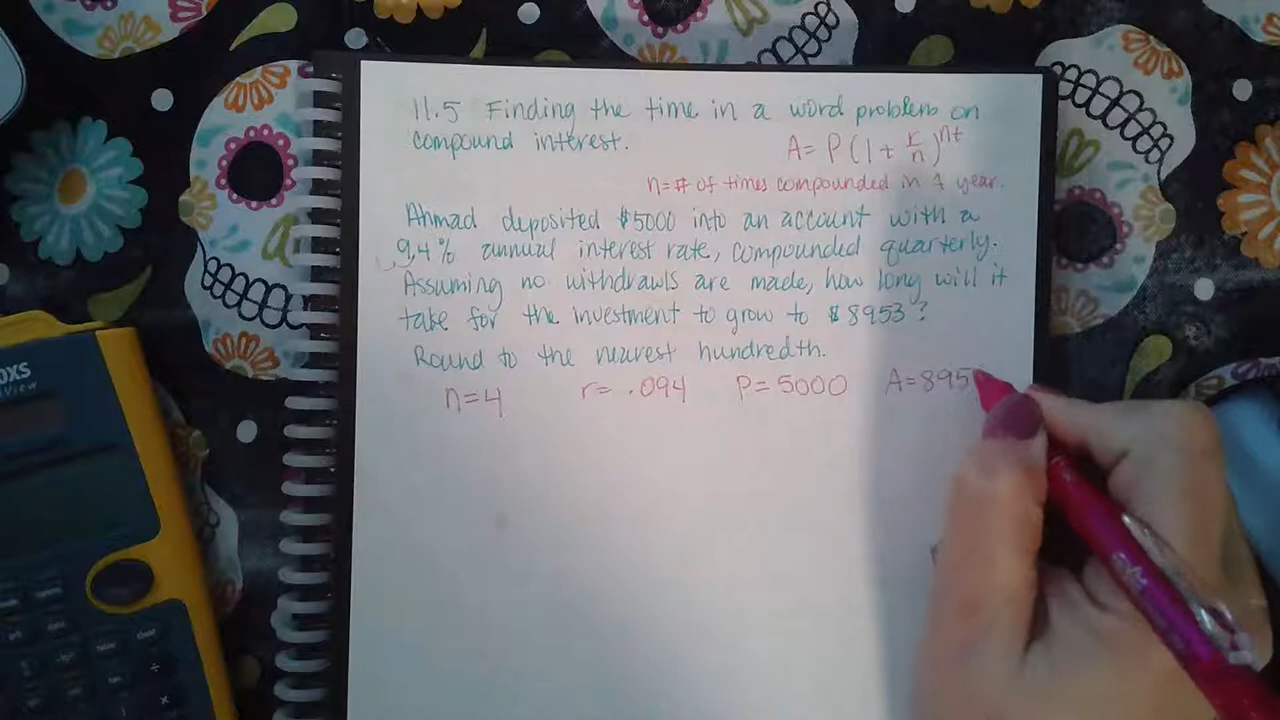 11.5 Finding the time in a word problem on
compound interest.
A = P(1 + r/n)^nt
n = # of times compounded in 1 year.
Ahmad deposited $5000 into an account with a
9.4% annual interest rate, compounded quarterly.
Assuming no withdrawls are made, how long will it
take for the investment to grow to $8953?
Round to the nearest hundredth.
n=4 r= .094 P=5000 A=895